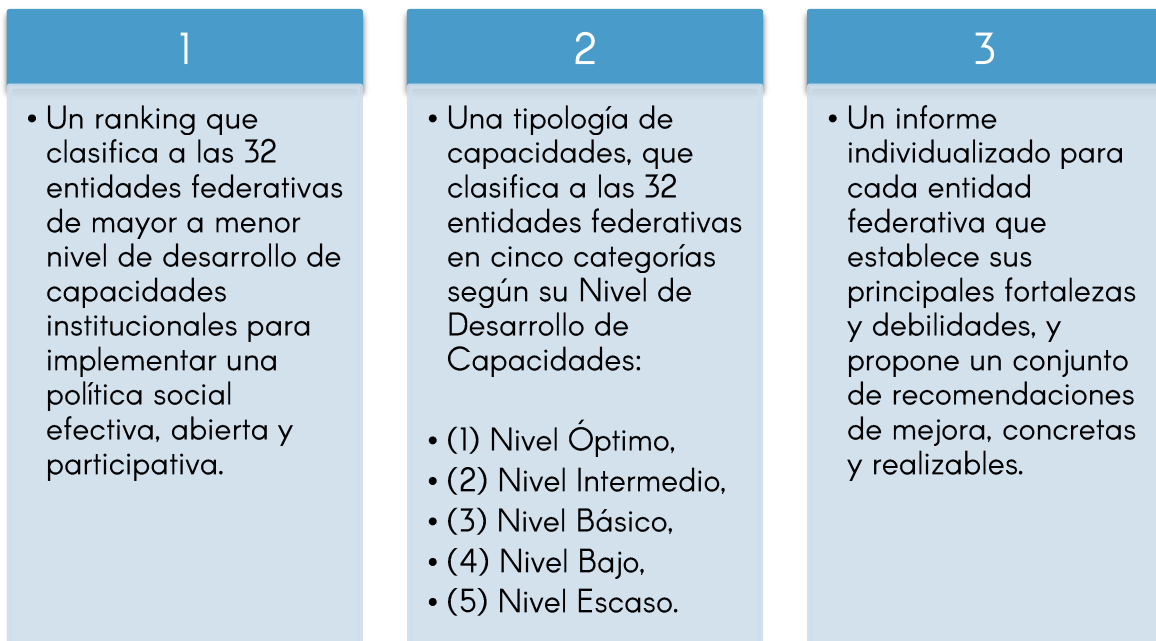 1
• Un ranking que
clasifica a las 32
entidades federativas
de mayor a menor
nivel de desarrollo de
capacidades
institucionales para
implementar una
política social
efectiva, abierta y
participativa.
2
• Una tipología de
capacidades, que
clasifica a las 32
entidades federativas
en cinco categorías
según su Nivel de
Desarrollo de
Capacidades:
• (1) Nivel Óptimo,
• (2) Nivel Intermedio,
• (3) Nivel Básico,
• (4) Nivel Bajo,
• (5) Nivel Escaso.
3
• Un informe
individualizado para
cada entidad
federativa que
establece sus
principales fortalezas
y debilidades, y
propone un conjunto
de recomendaciones
de mejora, concretas
y realizables.